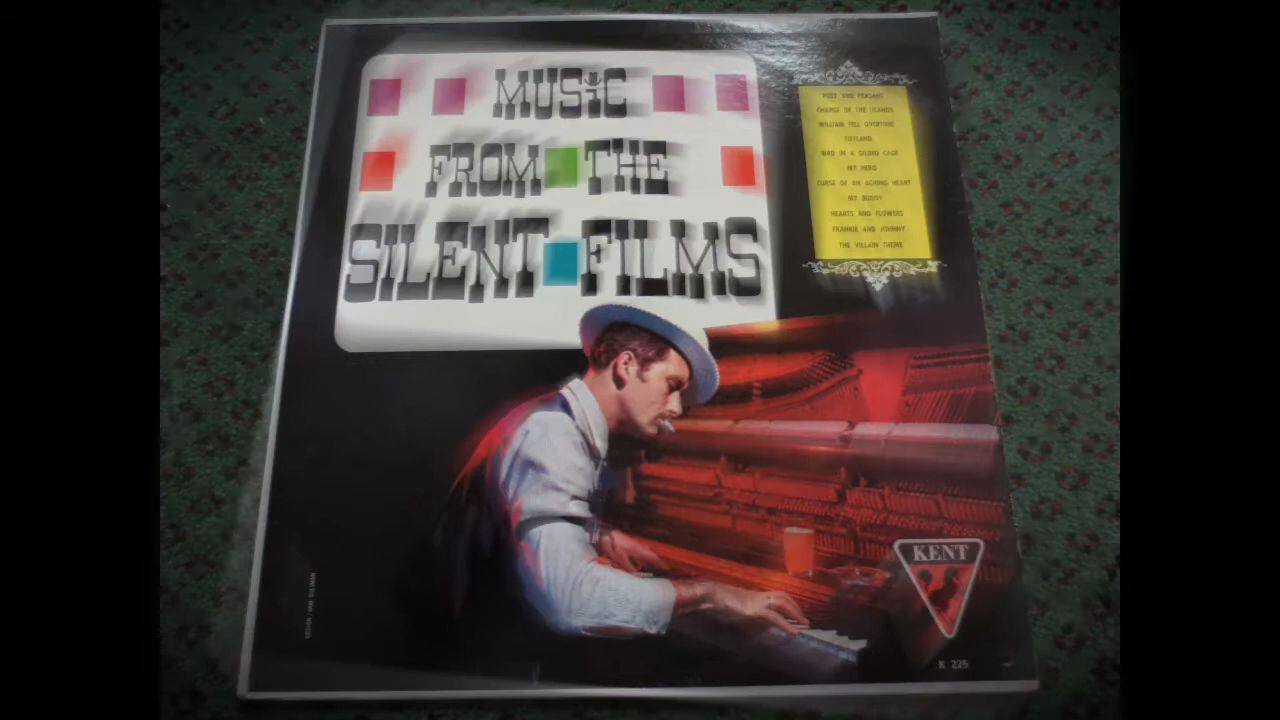 MUSiC
FROM THE
SILENT FILMS
POET AND PEASANT
CHARGE OF THE UHLANS
WILLIAM TELL OVERTURE
TOYLAND
BIRD IN A GILDED CAGE
MY HERO
CURSE OF AN ACHING HEART
MY BUDDY
HEARTS AND FLOWERS
FRANKIE AND JOHNNY
THE VILLAIN THEME
KENT
K 225